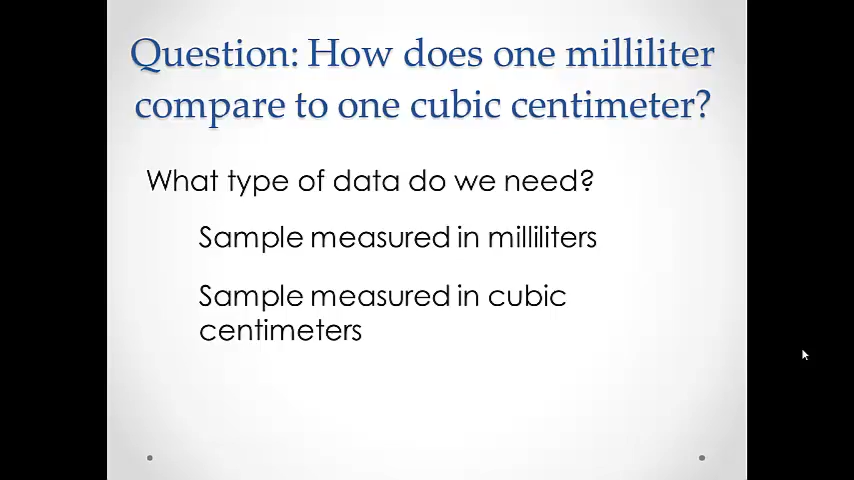 Question: How does one milliliter
compare to one cubic centimeter?
What type of data do we need?
Sample measured in milliliters
Sample measured in cubic
centimeters